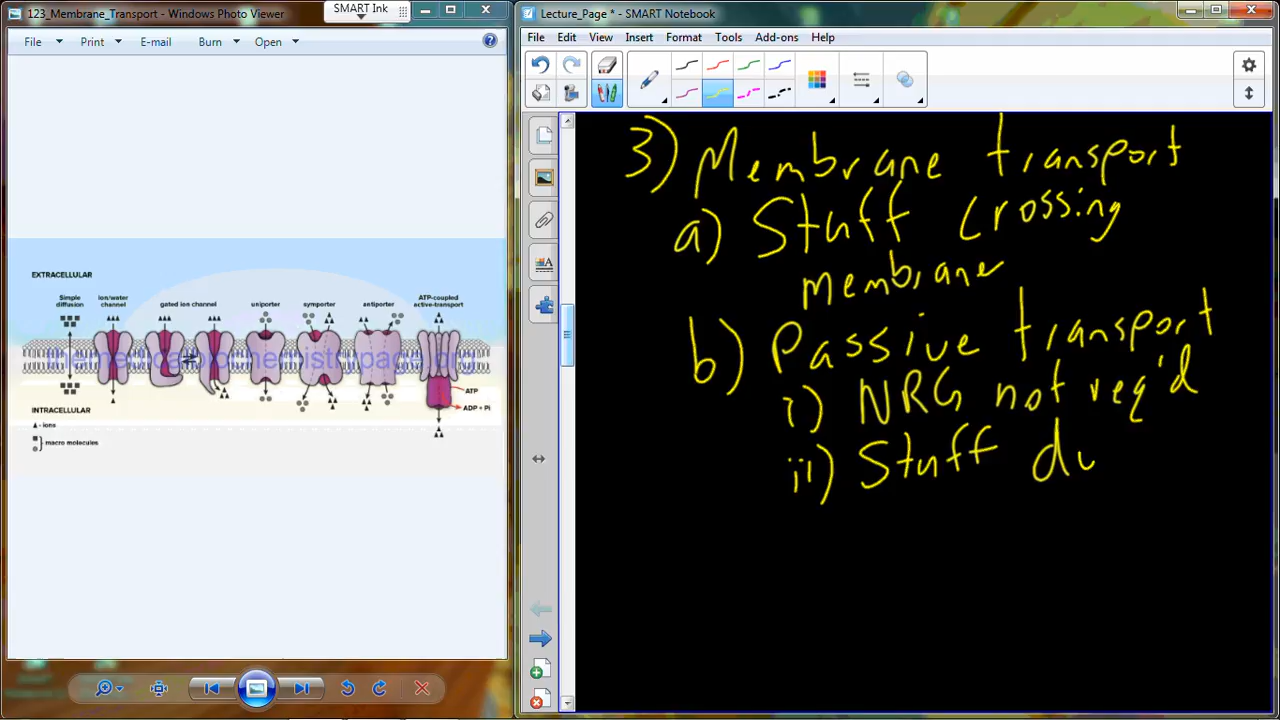 123_Membrane_Transport - Windows Photo Viewer
SMART Ink
File Print E-mail Burn Open
EXTRACELLULAR
Simple diffusion
ion/water channel
gated ion channel
uniporter
symporter
antiporter
ATP-coupled active-transport
themedicalbiochemistrypage.org
ATP
ADP + Pi
INTRACELLULAR
- ions
macro molecules
Lecture_Page * - SMART Notebook
File Edit View Insert Format Tools Add-ons Help
3) Membrane transport
a) Stuff crossing
membrane
b) Passive transport
i) NRG not req'd
ii) Stuff du